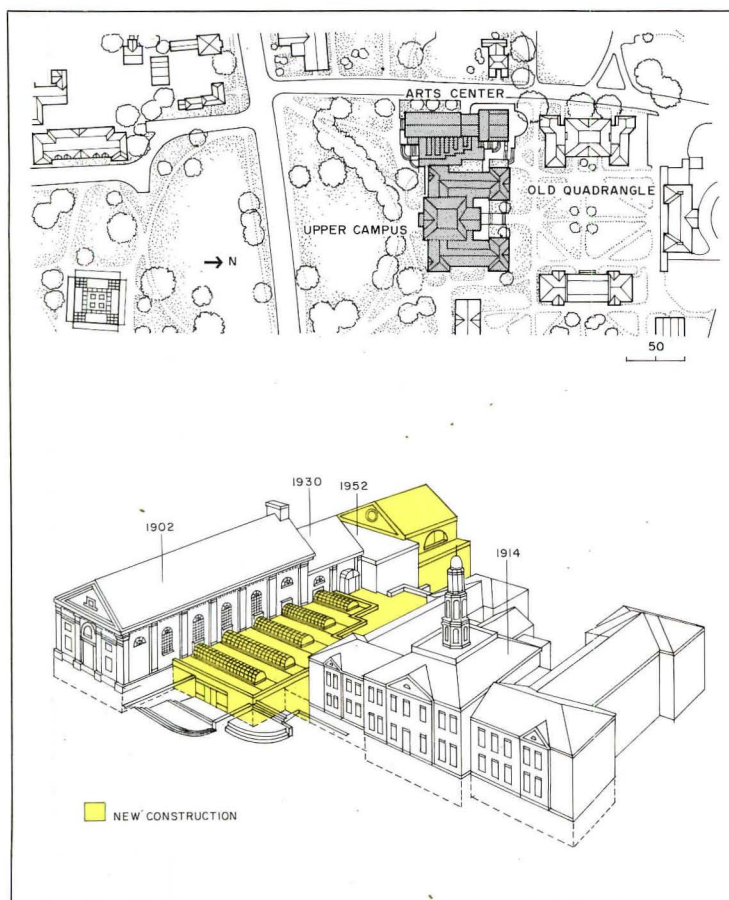 ARTS CENTER
OLD QUADRANGLE
UPPER CAMPUS
N
50
1930
1952
1902
1914
NEW CONSTRUCTION